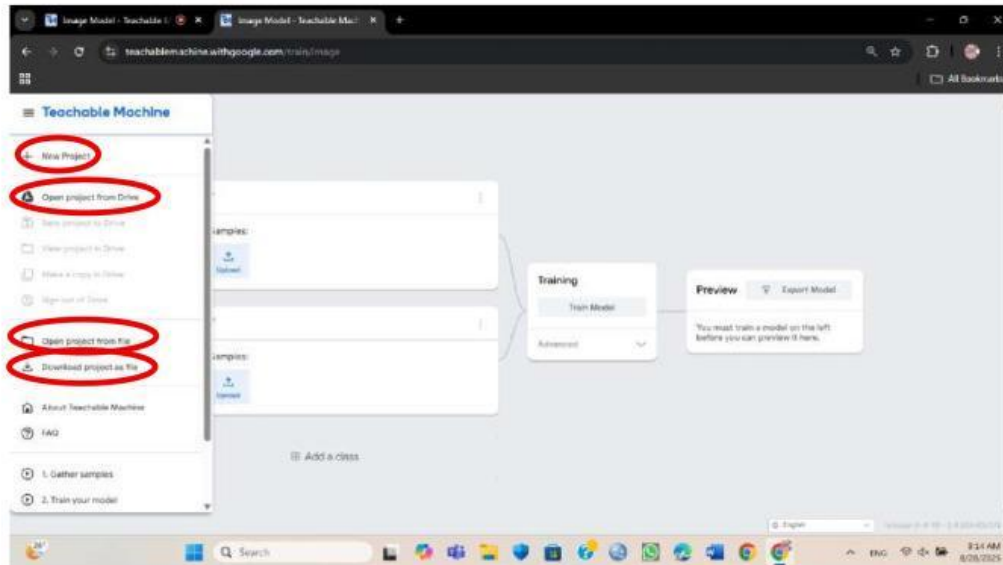 Image Model - Teachable
Image Model - Teachable Mac
teachablemachine.withgoogle.com/train/image
All Bookmarks
Teachable Machine
New Project
Open project from Drive
Save project to Drive
View project in Drive
Make a copy in Drive
Sign out of Drive
Open project from file
Download project as file
About Teachable Machine
FAQ
1. Gather samples
2. Train your model
Samples:
Upload
Samples:
Upload
Add a class
Training
Train Model
Advanced
Preview
Export Model
You must train a model on the left
before you can preview it here.
English
26°
Search
ENG
9:14 AM
8/28/2025